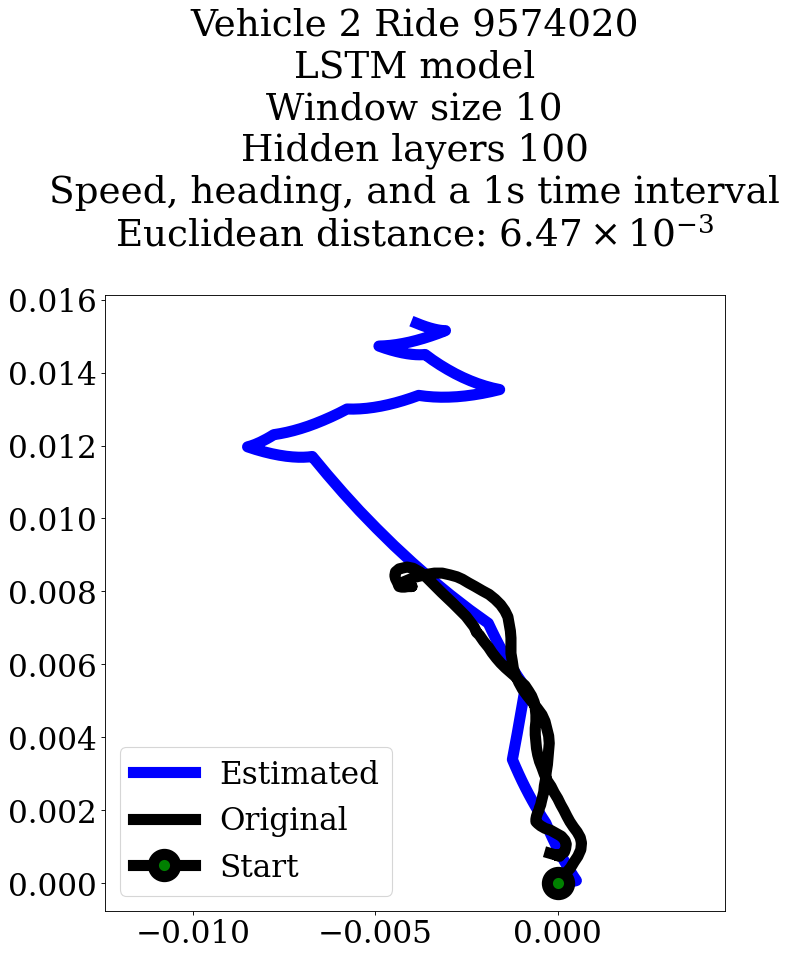 Vehicle 2 Ride 9574020
LSTM model
Window size 10
Hidden layers 100
Speed, heading, and a 1s time interval
Euclidean distance: 6.47 × 10⁻³
0.016
0.014
0.012
0.010
0.008
0.006
0.004
0.002
0.000
Estimated
Original
Start
−0.010
−0.005
0.000